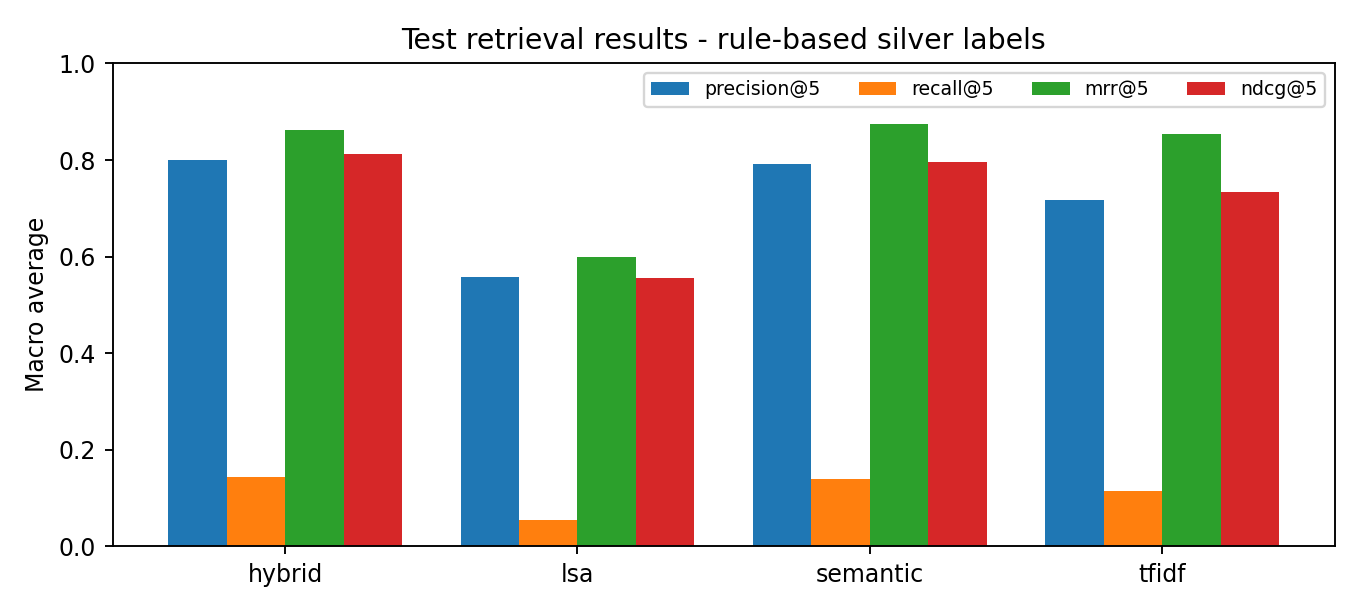 Test retrieval results - rule-based silver labels
precision@5 recall@5 mrr@5 ndcg@5
Macro average
1.0
0.8
0.6
0.4
0.2
0.0
hybrid lsa semantic tfidf